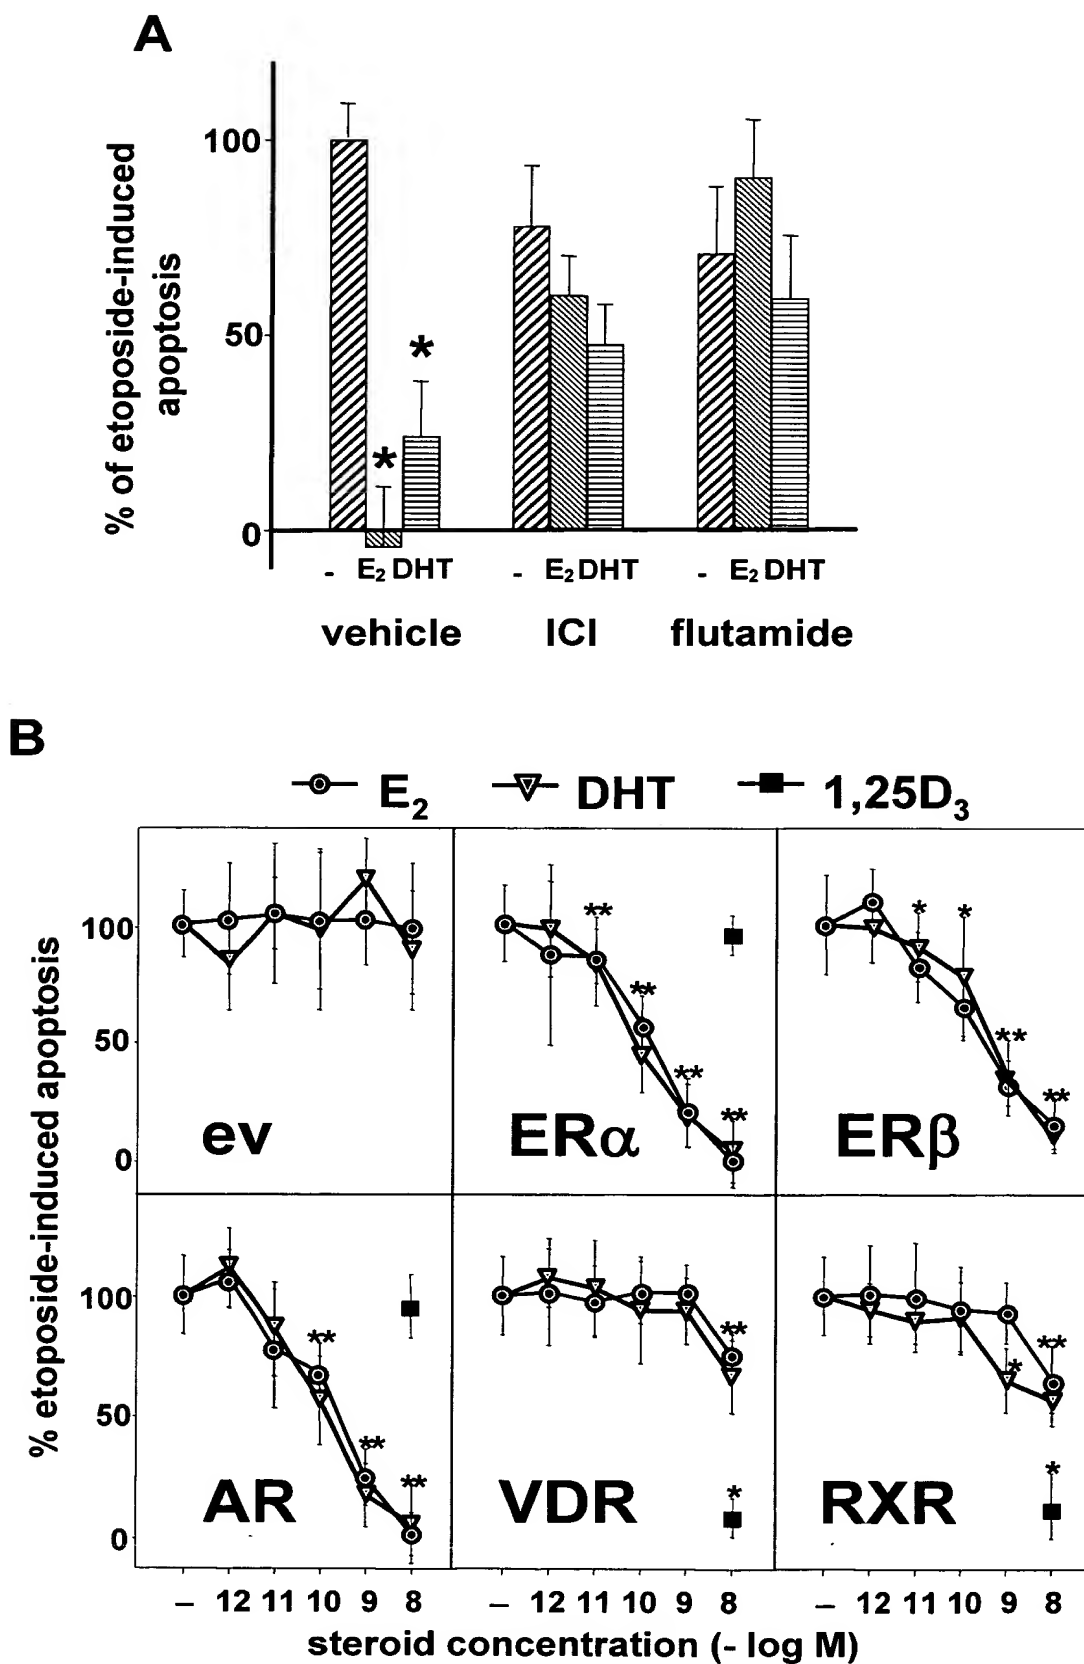 A
% of etoposide-induced
apoptosis
100
50
0
* *
- E₂ DHT - E₂ DHT - E₂ DHT
vehicle ICI flutamide
B
E₂ DHT 1,25D₃
% etoposide-induced apoptosis
100
50
0
ev
** ** ** **
ERα
* * ** **
ERβ
100
50
0
** ** **
AR
** *
VDR
* ** *
RXR
– 12 11 10 9 8 – 12 11 10 9 8 – 12 11 10 9 8
steroid concentration (- log M)